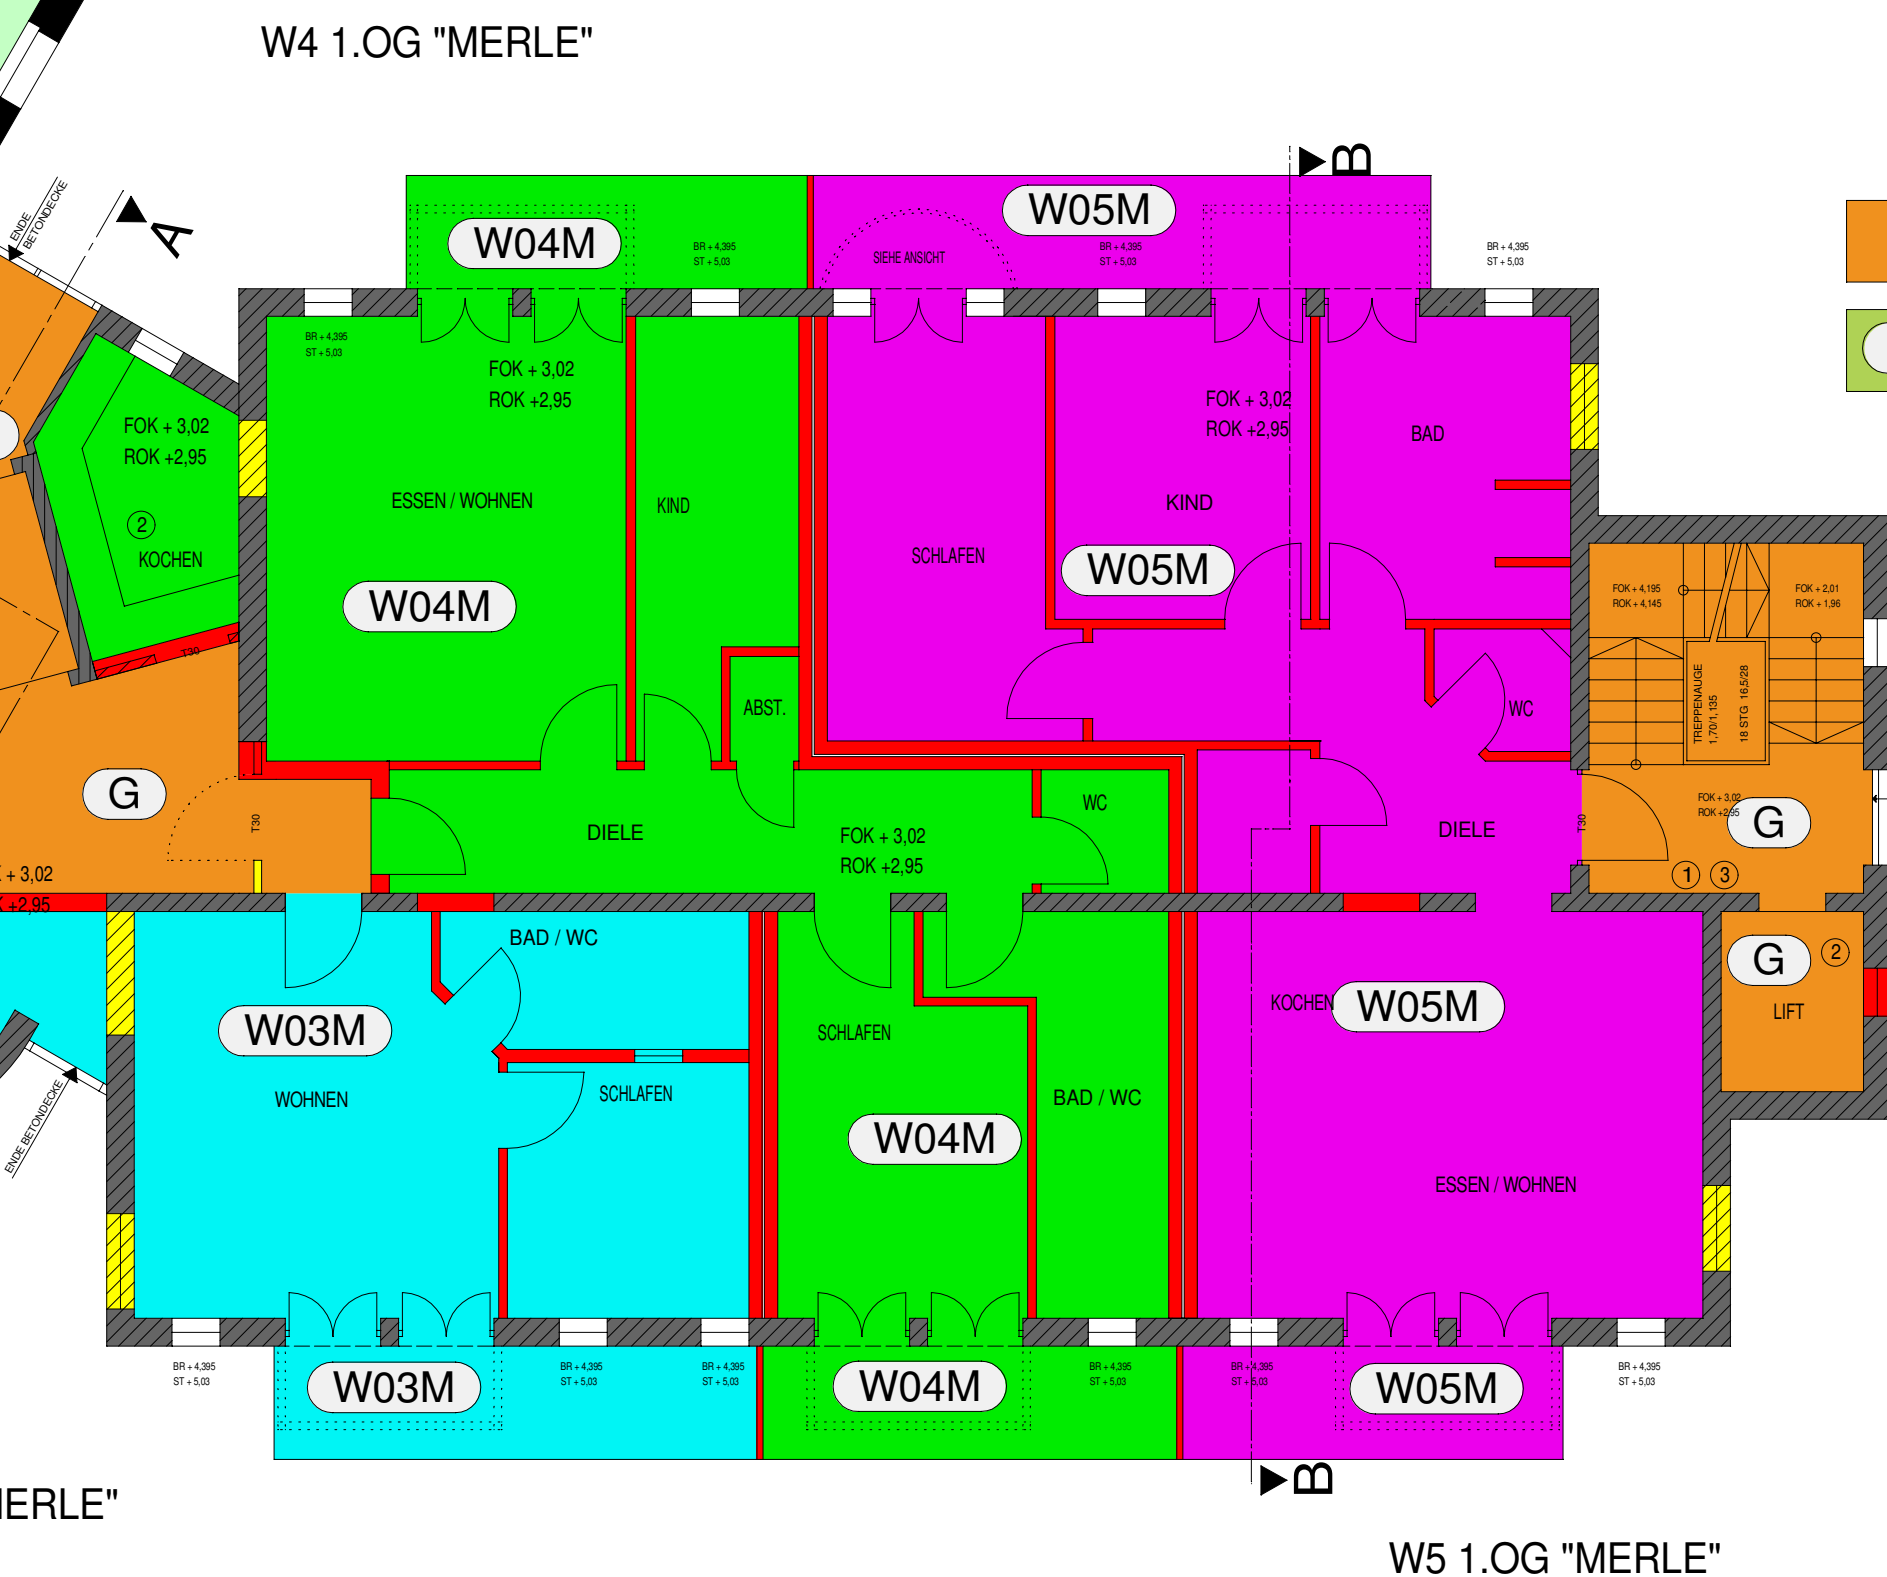 W4 1.OG "MERLE"
B
ENDE
BETONDECKE
A
W04M
W05M
BR + 4,395
ST + 5,03
SIEHE ANSICHT
BR + 4,395
ST + 5,03
BR + 4,395
ST + 5,03
BR + 4,395
ST + 5,03
FOK + 3,02
ROK +2,95
FOK + 3,02
ROK +2,95
FOK + 3,02
ROK +2,95
BAD
2
KOCHEN
ESSEN / WOHNEN
KIND
SCHLAFEN
KIND
W04M
W05M
FOK + 4,195
ROK + 4,145
FOK + 2,01
ROK + 1,96
T30
ABST.
WC
TREPPENAUGE
1,70/1,135
18 STG 16,5/28
G
T30
DIELE
FOK + 3,02
ROK +2,95
WC
DIELE
T30
FOK + 3,02
ROK +2,95
G
1
3
+ 3,02
+2,95
BAD / WC
W03M
WOHNEN
SCHLAFEN
SCHLAFEN
W04M
BAD / WC
KOCHEN
W05M
G
2
LIFT
ESSEN / WOHNEN
ENDE BETONDECKE
BR + 4,395
ST + 5,03
W03M
BR + 4,395
ST + 5,03
BR + 4,395
ST + 5,03
W04M
BR + 4,395
ST + 5,03
BR + 4,395
ST + 5,03
W05M
BR + 4,395
ST + 5,03
B
ERLE"
W5 1.OG "MERLE"